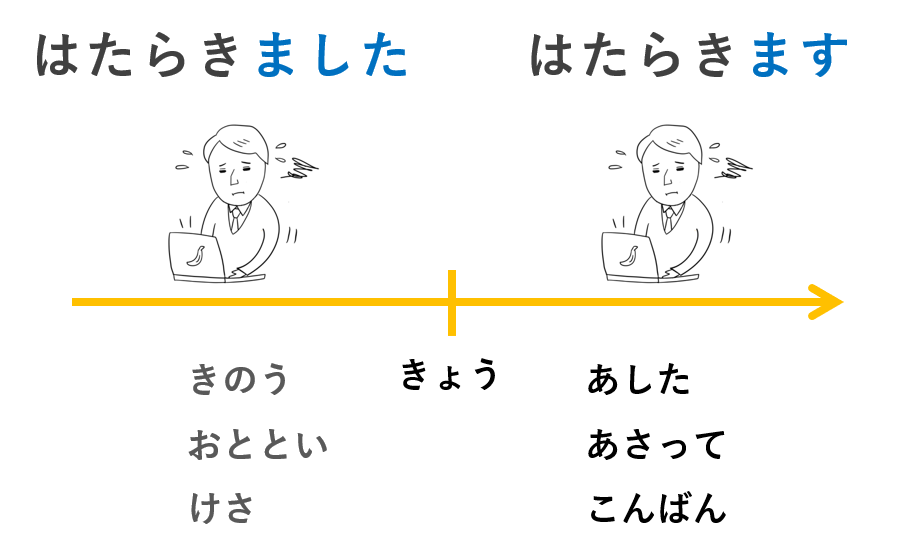 はたらきました
はたらきます
きのう
きょう
あした
おととい
あさって
けさ
こんばん